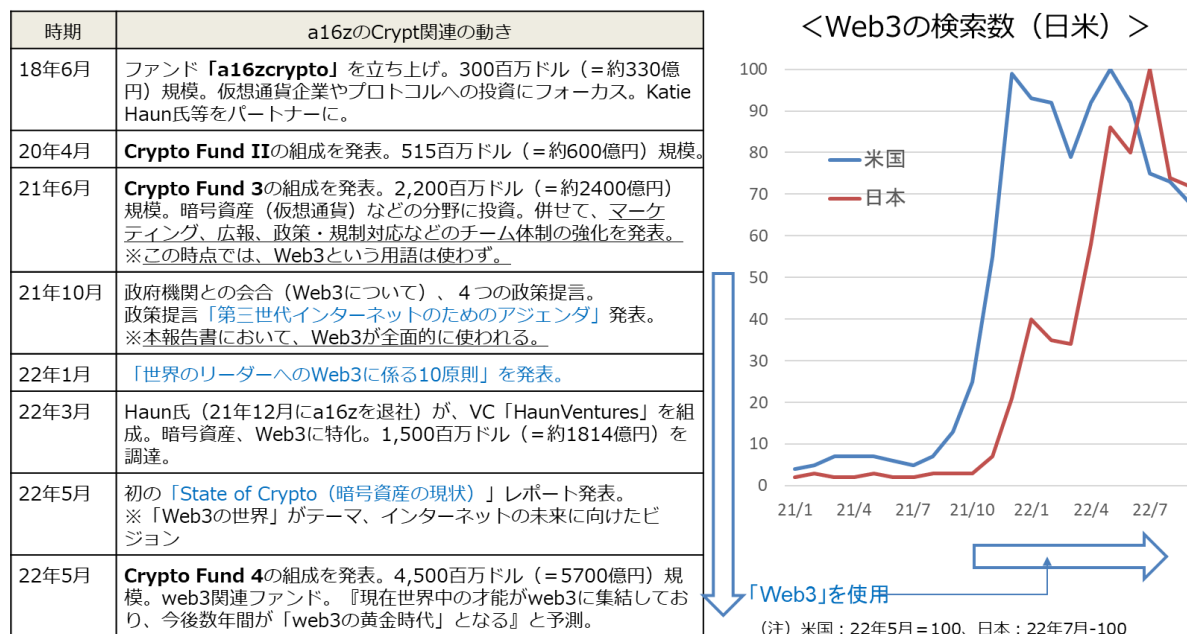 時期 a16zのCrypt関連の動き
18年6月 ファンド「a16zcrypto」を立ち上げ。300百万ドル（＝約330億
円）規模。仮想通貨企業やプロトコルへの投資にフォーカス。Katie
Haun氏等をパートナーに。
20年4月 Crypto Fund IIの組成を発表。515百万ドル（＝約600億円）規模。
21年6月 Crypto Fund 3の組成を発表。2,200百万ドル（＝約2400億円）
規模。暗号資産（仮想通貨）などの分野に投資。併せて、マーケ
ティング、広報、政策・規制対応などのチーム体制の強化を発表。
※この時点では、Web3という用語は使わず。
21年10月 政府機関との会合（Web3について）、４つの政策提言。
政策提言「第三世代インターネットのためのアジェンダ」発表。
※本報告書において、Web3が全面的に使われる。
22年1月 「世界のリーダーへのWeb3に係る10原則」を発表。
22年3月 Haun氏（21年12月にa16zを退社）が、VC「HaunVentures」を組
成。暗号資産、Web3に特化。1,500百万ドル（＝約1814億円）を
調達。
22年5月 初の「State of Crypto（暗号資産の現状）」レポート発表。
※「Web3の世界」がテーマ、インターネットの未来に向けたビ
ジョン
22年5月 Crypto Fund 4の組成を発表。4,500百万ドル（＝5700億円）規
模。web3関連ファンド。『現在世界中の才能がweb3に集結してお
り、今後数年間が「web3の黄金時代」となる』と予測。
＜Web3の検索数（日米）＞
100
90
80
70
60
50
40
30
20
10
0
米国
日本
21/1 21/4 21/7 21/10 22/1 22/4 22/7
「Web3」を使用
（注）米国：22年5月＝100、日本：22年7月-100